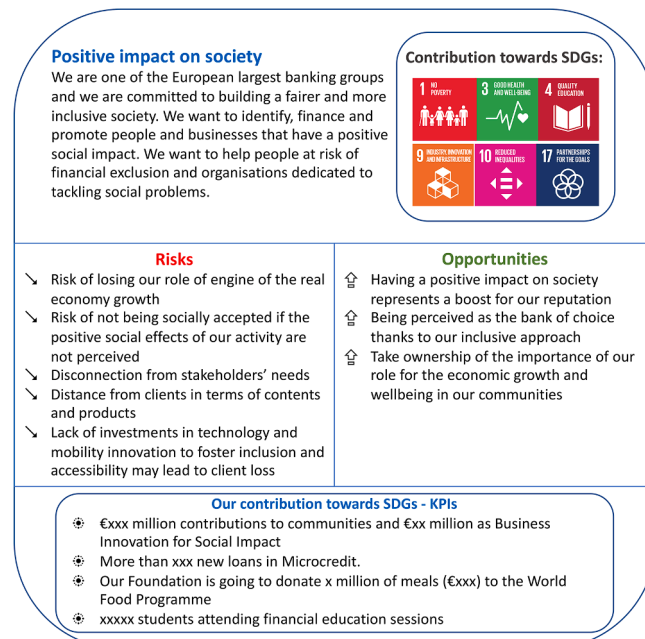 Positive impact on society
We are one of the European largest banking groups
and we are committed to building a fairer and more
inclusive society. We want to identify, finance and
promote people and businesses that have a positive
social impact. We want to help people at risk of
financial exclusion and organisations dedicated to
tackling social problems.
Contribution towards SDGs:
1 NO
POVERTY
3 GOOD HEALTH
AND WELL-BEING
4 QUALITY
EDUCATION
9 INDUSTRY, INNOVATION
AND INFRASTRUCTURE
10 REDUCED
INEQUALITIES
17 PARTNERSHIPS
FOR THE GOALS
Risks
Risk of losing our role of engine of the real
economy growth
Risk of not being socially accepted if the
positive social effects of our activity are
not perceived
Disconnection from stakeholders’ needs
Distance from clients in terms of contents
and products
Lack of investments in technology and
mobility innovation to foster inclusion and
accessibility may lead to client loss
Opportunities
Having a positive impact on society
represents a boost for our reputation
Being perceived as the bank of choice
thanks to our inclusive approach
Take ownership of the importance of our
role for the economic growth and
wellbeing in our communities
Our contribution towards SDGs - KPIs
€xxx million contributions to communities and €xx million as Business
Innovation for Social Impact
More than xxx new loans in Microcredit.
Our Foundation is going to donate x million of meals (€xxx) to the World
Food Programme
xxxxx students attending financial education sessions